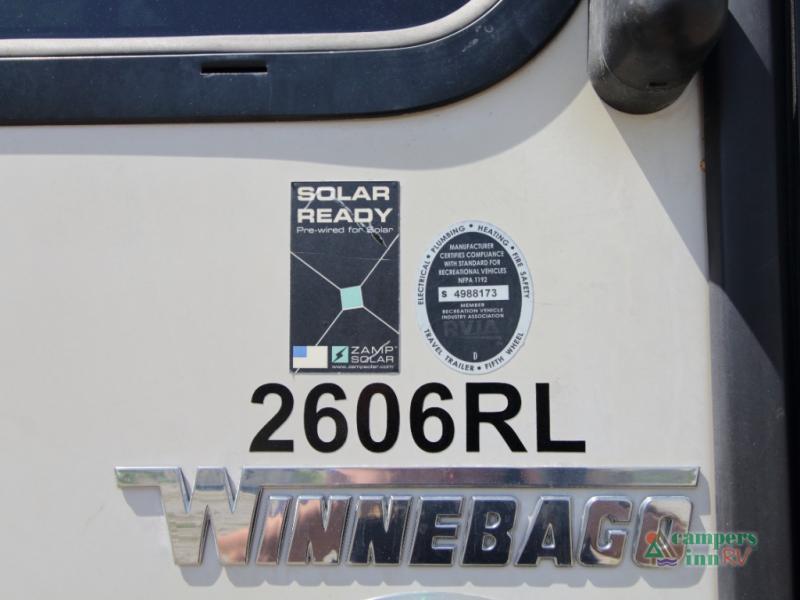 SOLAR
READY
Pre-wired for Solar
ZAMP
SOLAR
www.zampsolar.com
ELECTRICAL • PLUMBING • HEATING • FIRE SAFETY
MANUFACTURER
CERTIFIES COMPLIANCE
WITH STANDARD FOR
RECREATIONAL VEHICLES
NFPA 1192
S 4988173
MEMBER
RECREATION VEHICLE
INDUSTRY ASSOCIATION
RVIA
D
TRAVEL TRAILER • FIFTH WHEEL
2606RL
WINNEBAGO
campers
inn RV